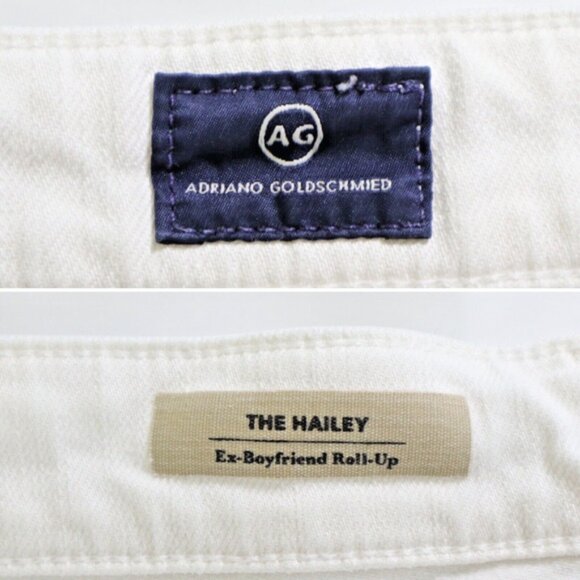 AG
ADRIANO GOLDSCHMIED
THE HAILEY
Ex-Boyfriend Roll-Up